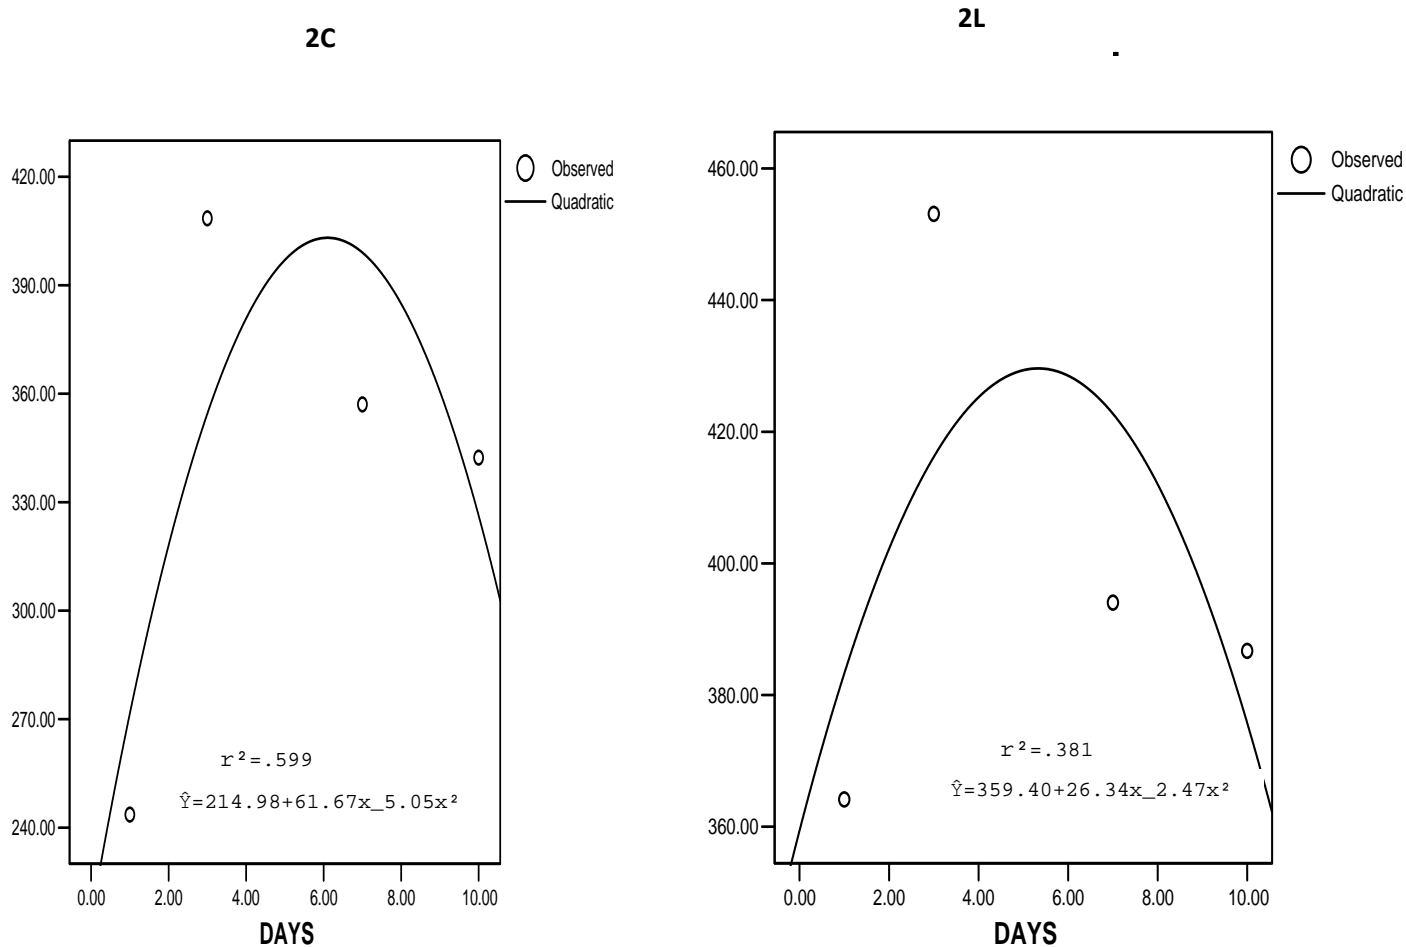 2C
420.00
390.00
360.00
330.00
300.00
270.00
240.00
0.00 2.00 4.00 6.00 8.00 10.00
DAYS
Observed
Quadratic
r²=.599
Ŷ=214.98+61.67x_5.05x²
2L
-
460.00
440.00
420.00
400.00
380.00
360.00
0.00 2.00 4.00 6.00 8.00 10.00
DAYS
Observed
Quadratic
r²=.381
Ŷ=359.40+26.34x_2.47x²